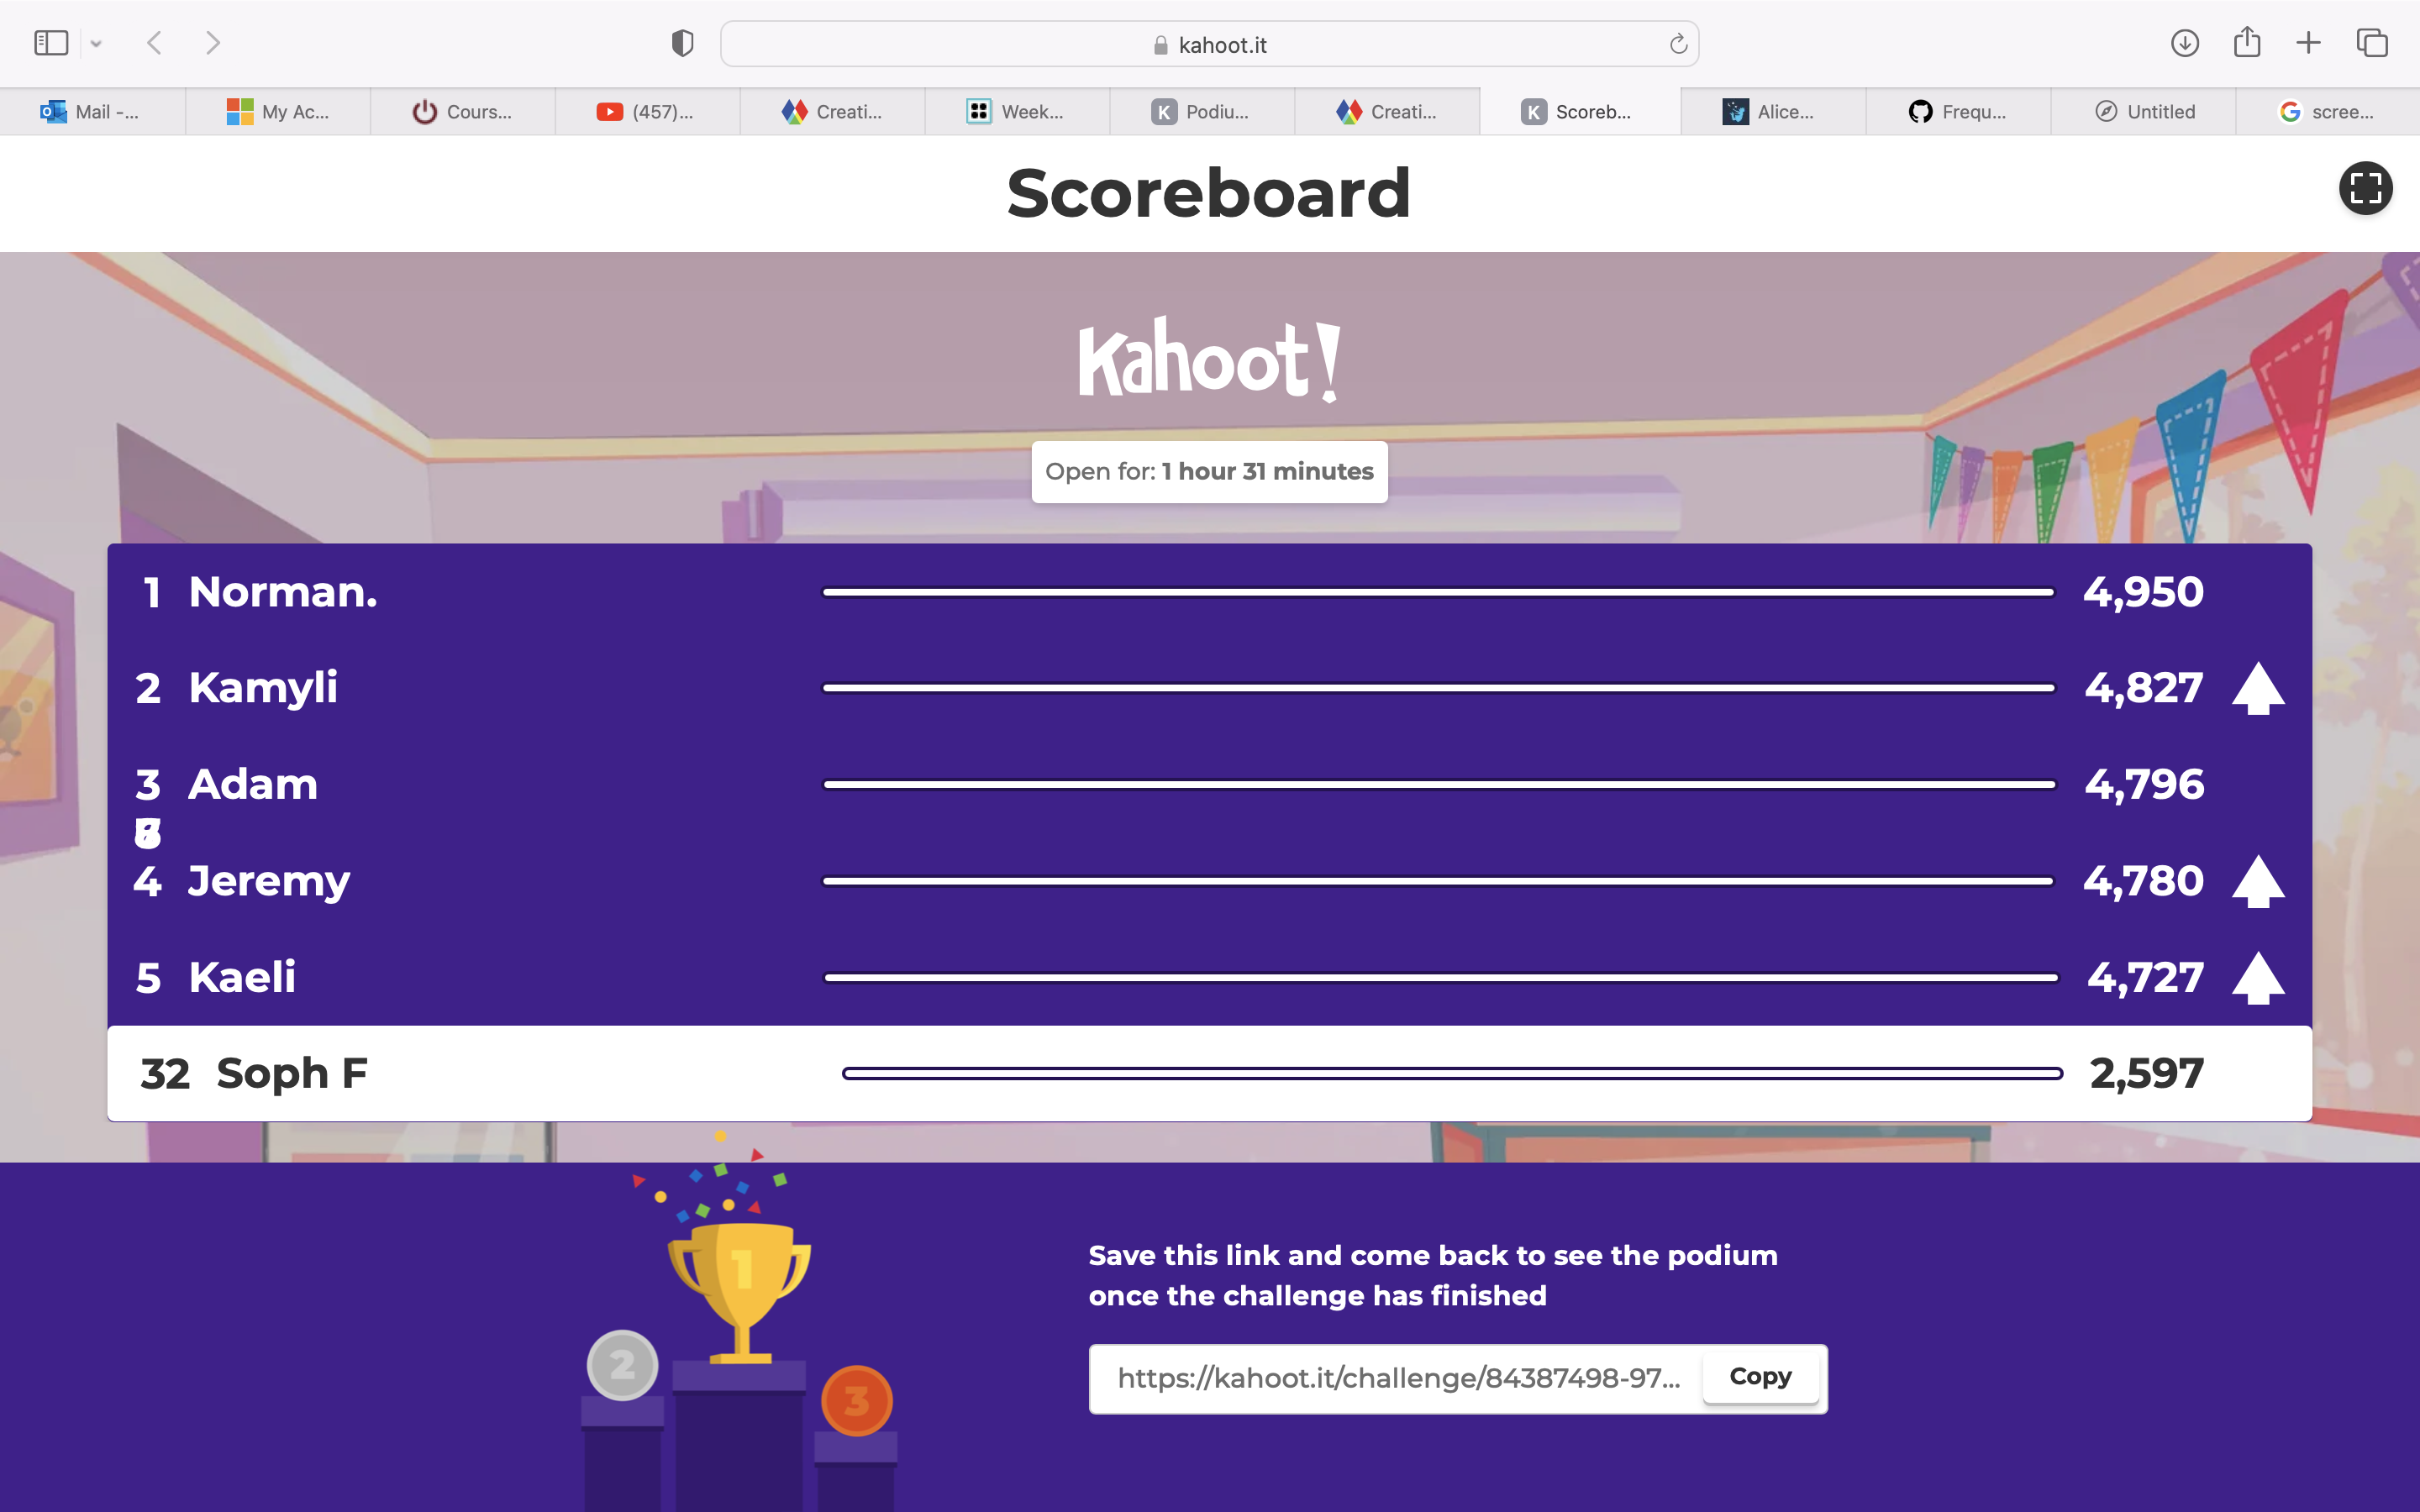 kahoot.it
Mail -... My Ac... Cours... (457)... Creati... Week... K Podiu... Creati... K Scoreb... Alice... Frequ... Untitled G scree...
Scoreboard
Kahoot!
Open for: 1 hour 31 minutes
1 Norman. 4,950
2 Kamyli 4,827
3 Adam 4,796
4 Jeremy 4,780
5 Kaeli 4,727
32 Soph F 2,597
1
2
3
Save this link and come back to see the podium
once the challenge has finished
https://kahoot.it/challenge/84387498-97... Copy